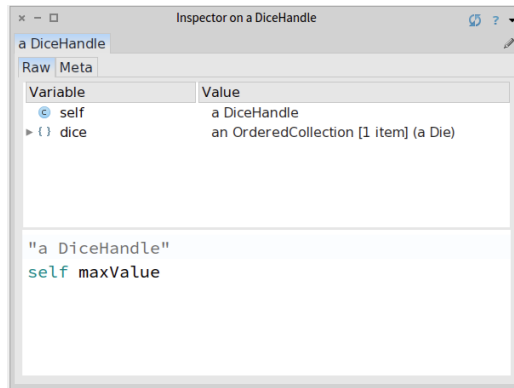 Inspector on a DiceHandle
?
a DiceHandle
Raw Meta
Variable Value
c self a DiceHandle
{ } dice an OrderedCollection [1 item] (a Die)
"a DiceHandle"
self maxValue